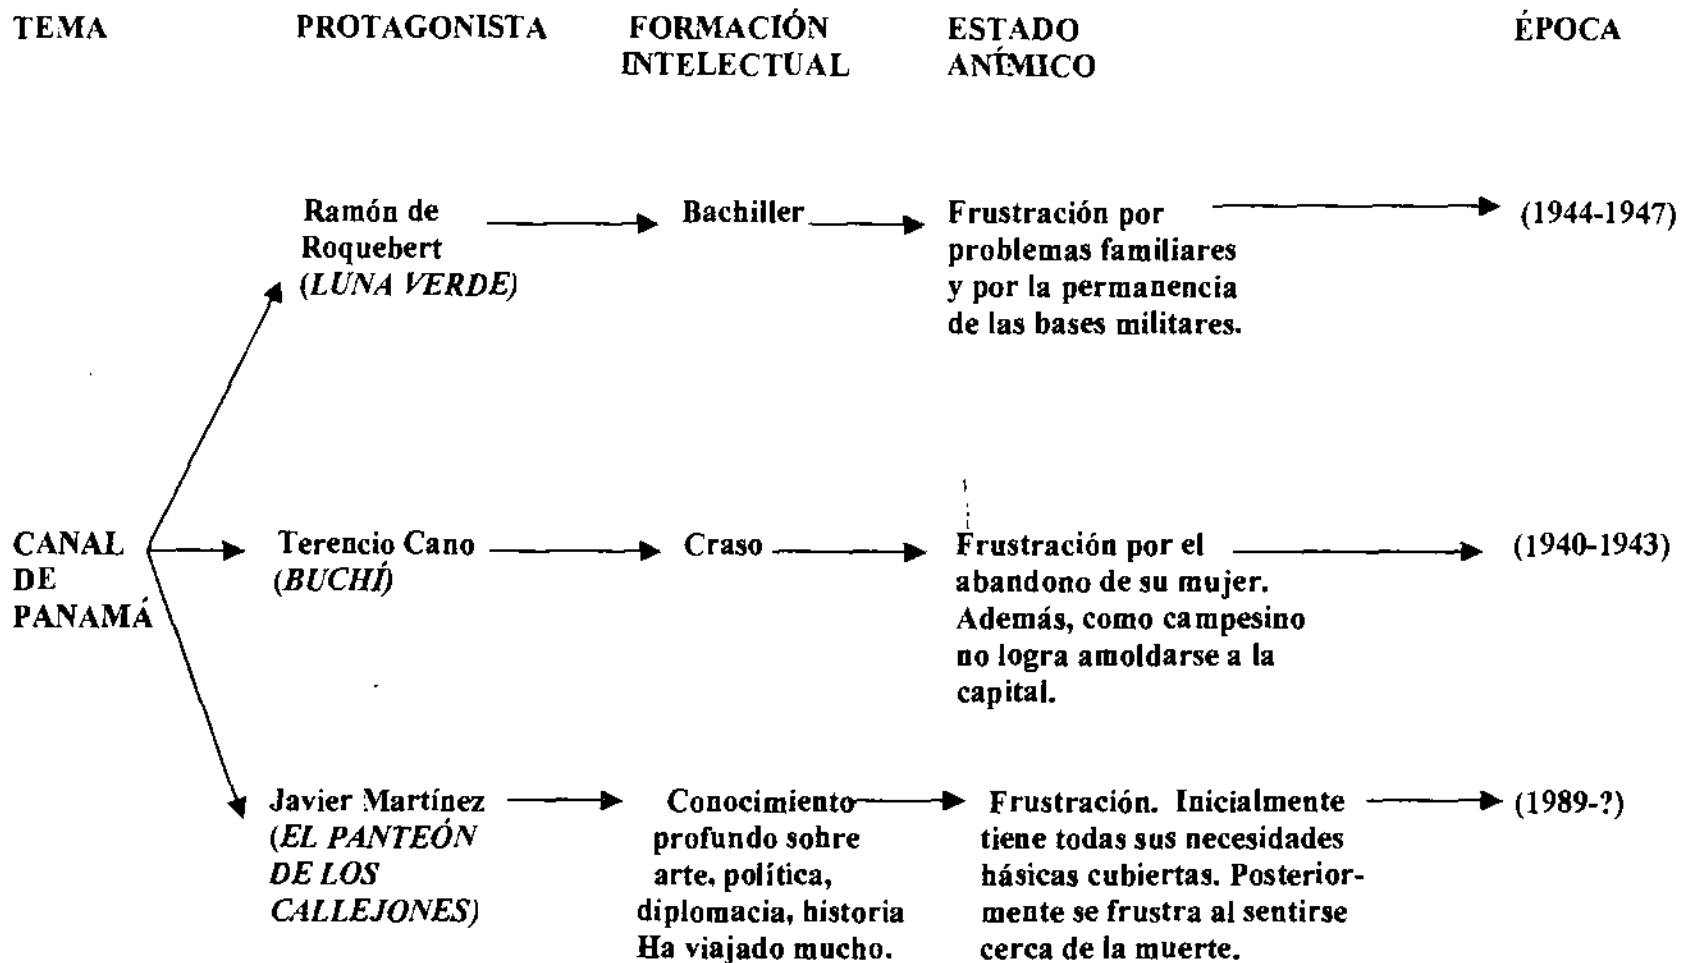 TEMA PROTAGONISTA FORMACIÓN ESTADO ÉPOCA
INTELECTUAL ANÍMICO
Ramón de Bachiller Frustración por (1944-1947)
Roquebert problemas familiares
(LUNA VERDE) y por la permanencia
de las bases militares.
CANAL Terencio Cano Craso Frustración por el (1940-1943)
DE (BUCHÍ) abandono de su mujer.
PANAMÁ Además, como campesino
no logra amoldarse a la
capital.
Javier Martínez Conocimiento Frustración. Inicialmente (1989-?)
(EL PANTEÓN profundo sobre tiene todas sus necesidades
DE LOS arte, política, básicas cubiertas. Posterior-
CALLEJONES) diplomacia, historia mente se frustra al sentirse
Ha viajado mucho. cerca de la muerte.